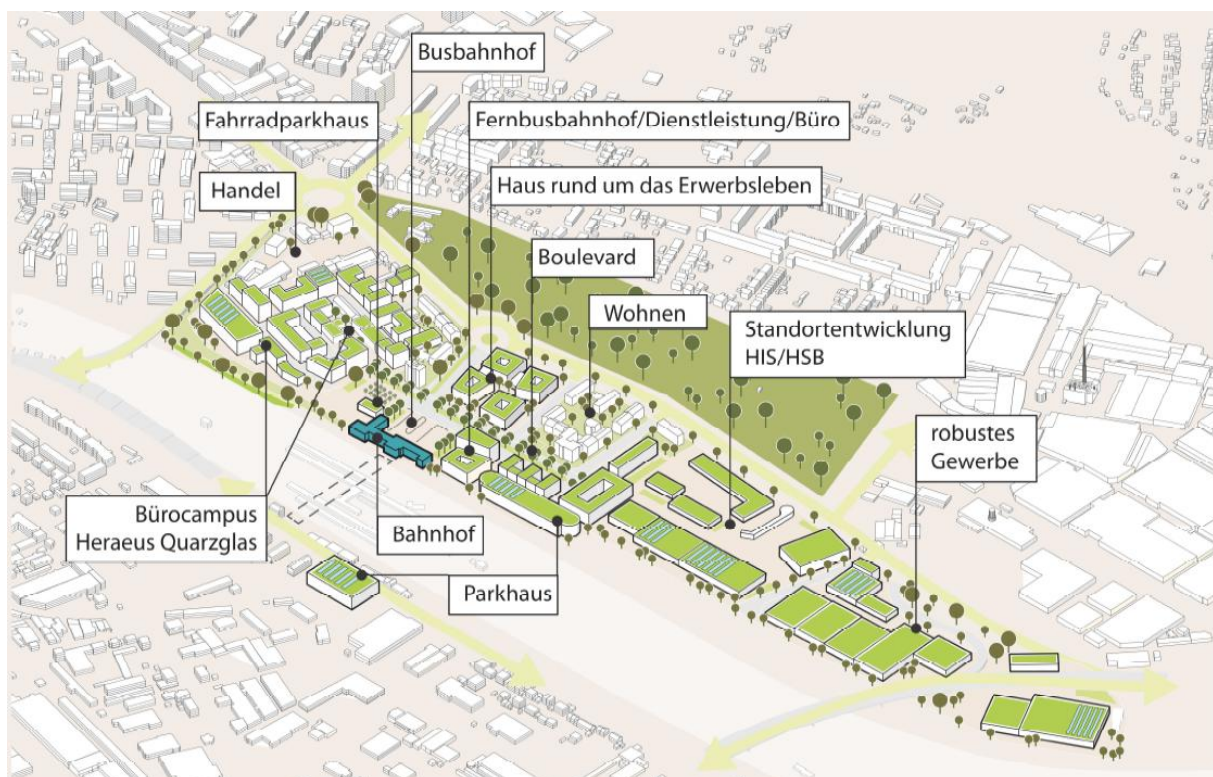 Busbahnhof
Fahrradparkhaus
Fernbusbahnhof/Dienstleistung/Büro
Handel
Haus rund um das Erwerbsleben
Boulevard
Wohnen
Standortentwicklung
HIS/HSB
robustes
Gewerbe
Bürocampus
Heraeus Quarzglas
Bahnhof
Parkhaus